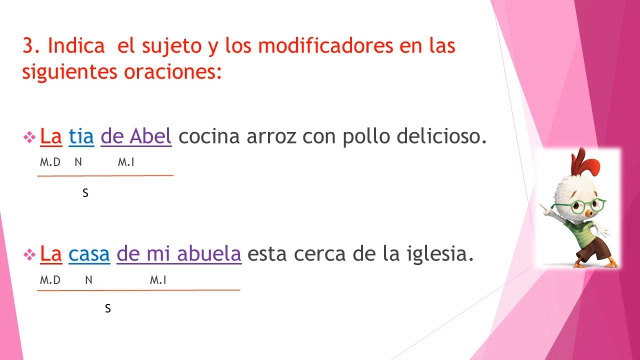 3. Indica el sujeto y los modificadores en las
siguientes oraciones:
La tia de Abel cocina arroz con pollo delicioso.
M.D N M.I
S
La casa de mi abuela esta cerca de la iglesia.
M.D N M.I
S